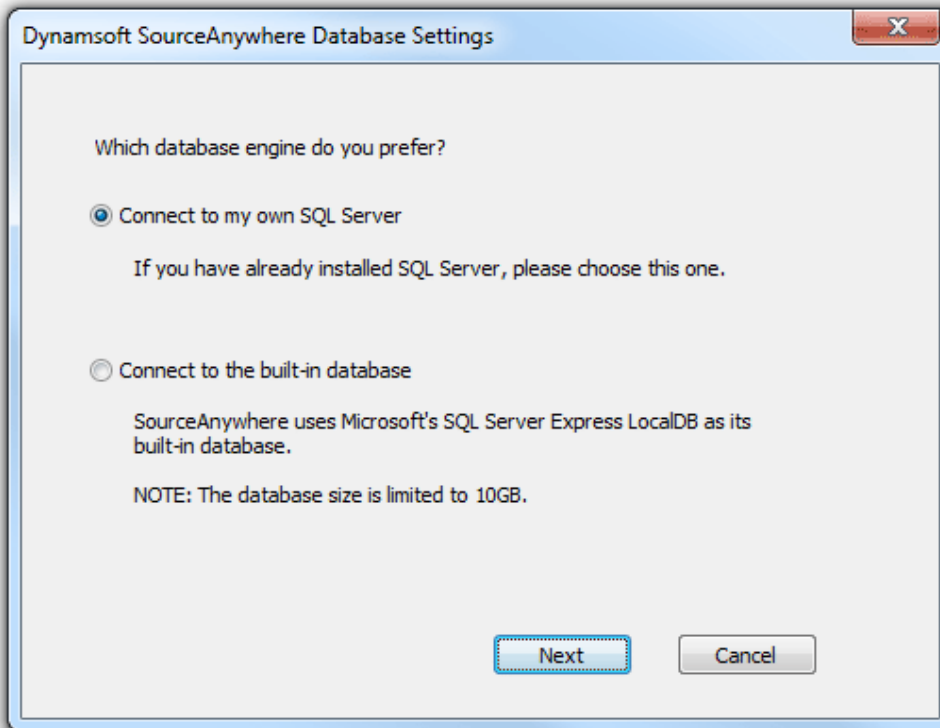 Dynamsoft SourceAnywhere Database Settings
Which database engine do you prefer?
Connect to my own SQL Server
If you have already installed SQL Server, please choose this one.
Connect to the built-in database
SourceAnywhere uses Microsoft's SQL Server Express LocalDB as its
built-in database.
NOTE: The database size is limited to 10GB.
Next
Cancel